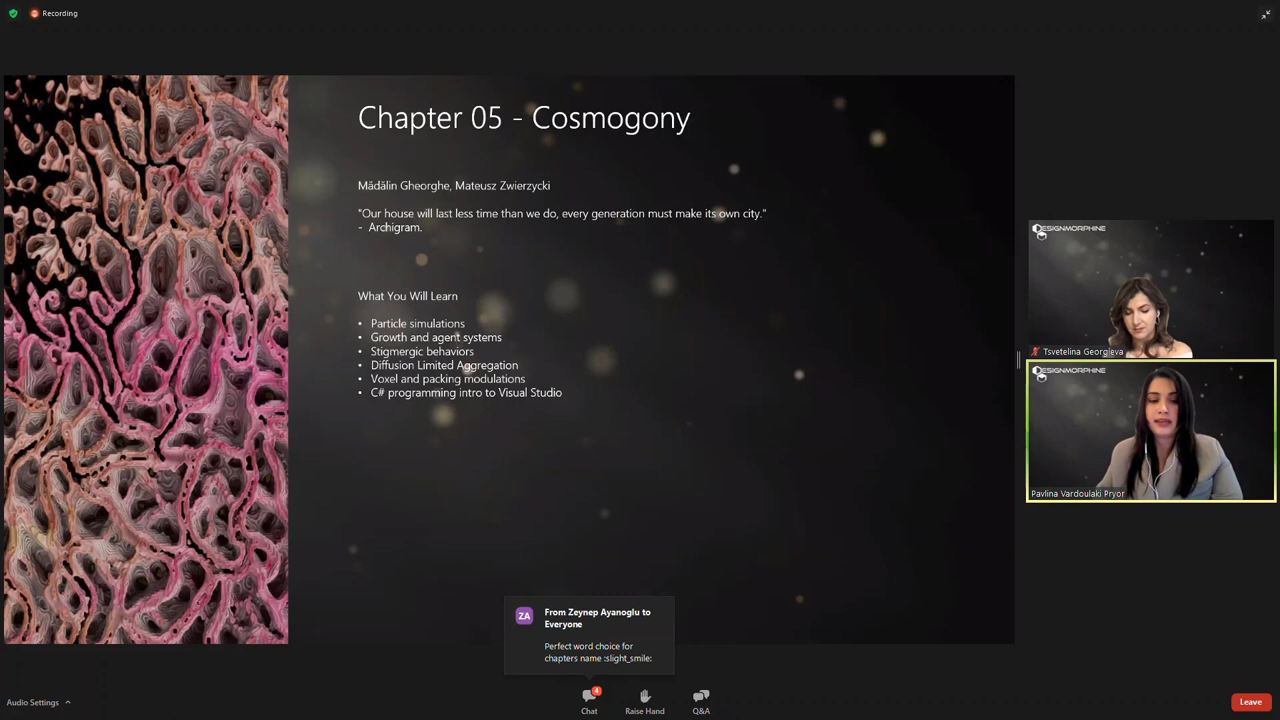 Recording
Chapter 05 - Cosmogony
Mădălin Gheorghe, Mateusz Zwierzycki
"Our house will last less time than we do, every generation must make its own city."
- Archigram.
What You Will Learn
• Particle simulations
• Growth and agent systems
• Stigmergic behaviors
• Diffusion Limited Aggregation
• Voxel and packing modulations
• C# programming intro to Visual Studio
DESIGNMORPHINE
Tsvetelina Georgieva
DESIGNMORPHINE
Pavlina Vardoulaki Pryor
ZA
From Zeynep Ayanoglu to
Everyone
Perfect word choice for
chapters name :slight_smile:
Audio Settings
4
Chat
Raise Hand
Q&A
Leave